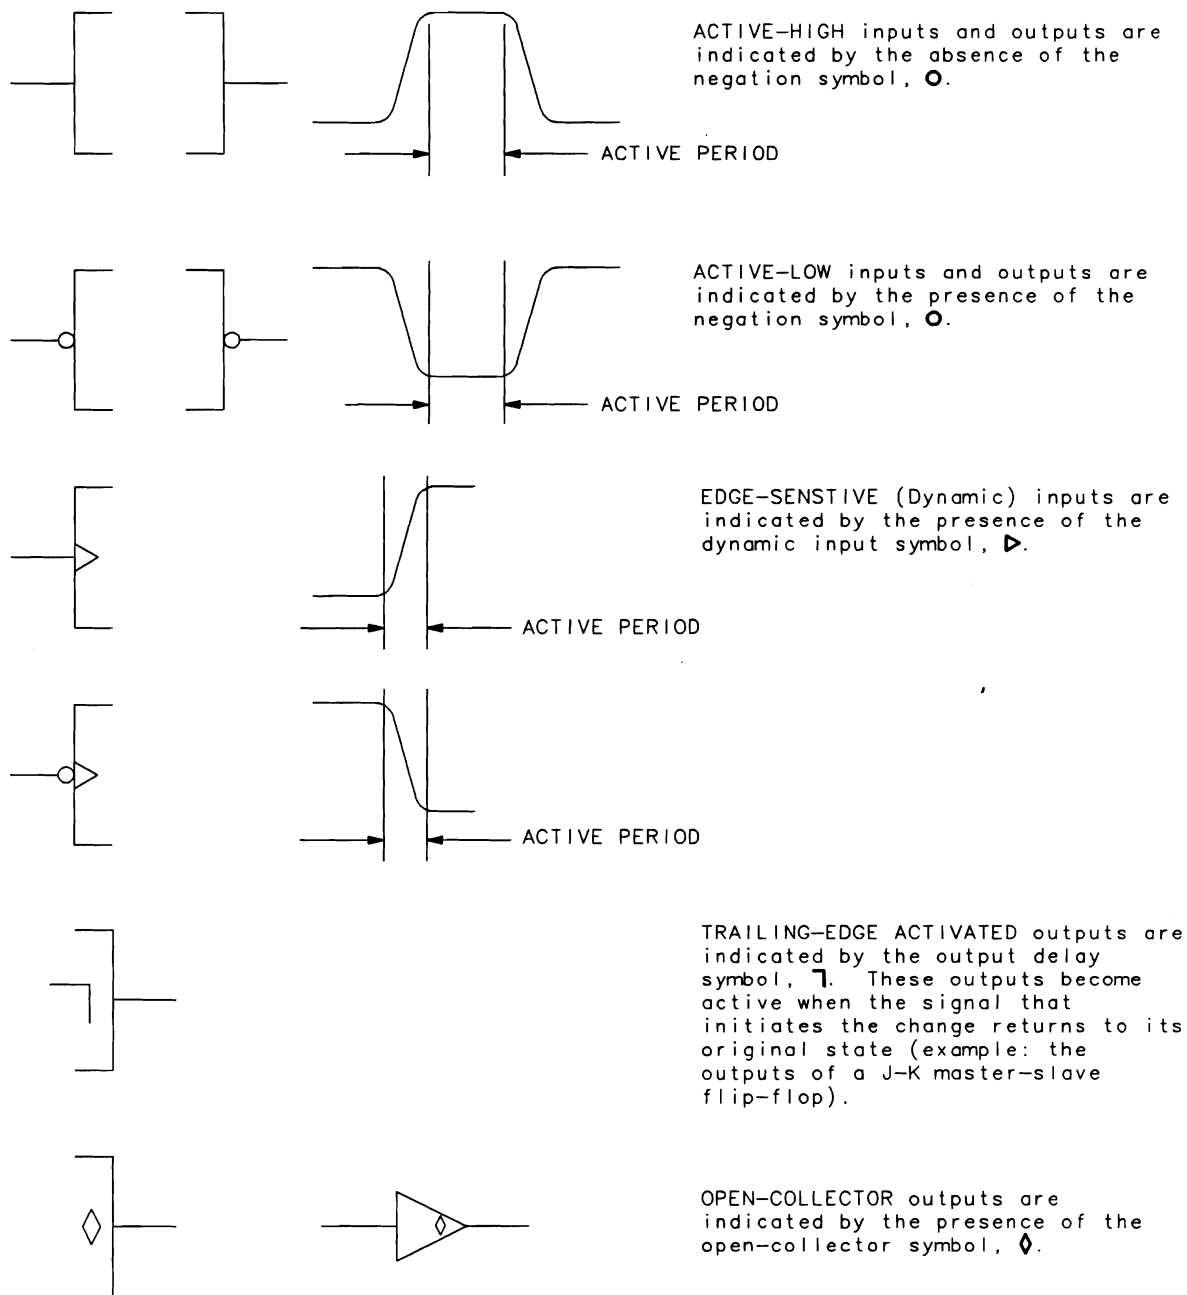 ACTIVE-HIGH inputs and outputs are
indicated by the absence of the
negation symbol, O.
ACTIVE PERIOD
ACTIVE-LOW inputs and outputs are
indicated by the presence of the
negation symbol, O.
ACTIVE PERIOD
EDGE-SENSTIVE (Dynamic) inputs are
indicated by the presence of the
dynamic input symbol, ▷.
ACTIVE PERIOD
ACTIVE PERIOD
TRAILING-EDGE ACTIVATED outputs are
indicated by the output delay
symbol, ┐. These outputs become
active when the signal that
initiates the change returns to its
original state (example: the
outputs of a J-K master-slave
flip-flop).
OPEN-COLLECTOR outputs are
indicated by the presence of the
open-collector symbol, ◊.